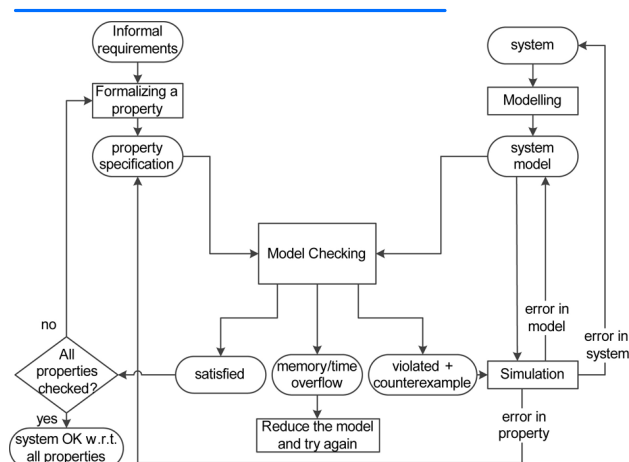 Informal
requirements
system
Formalizing a
property
Modelling
property
specification
system
model
Model Checking
no
error in
model
error in
system
All
properties
checked?
satisfied
memory/time
overflow
violated +
counterexample
Simulation
yes
error in
property
system OK w.r.t.
all properties
Reduce the model
and try again